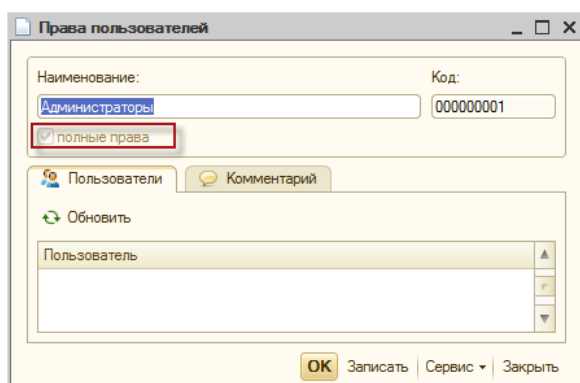 Права пользователей
Наименование: Код:
Администраторы 000000001
полные права
Пользователи Комментарий
Обновить
Пользователь
OK Записать Сервис Закрыть